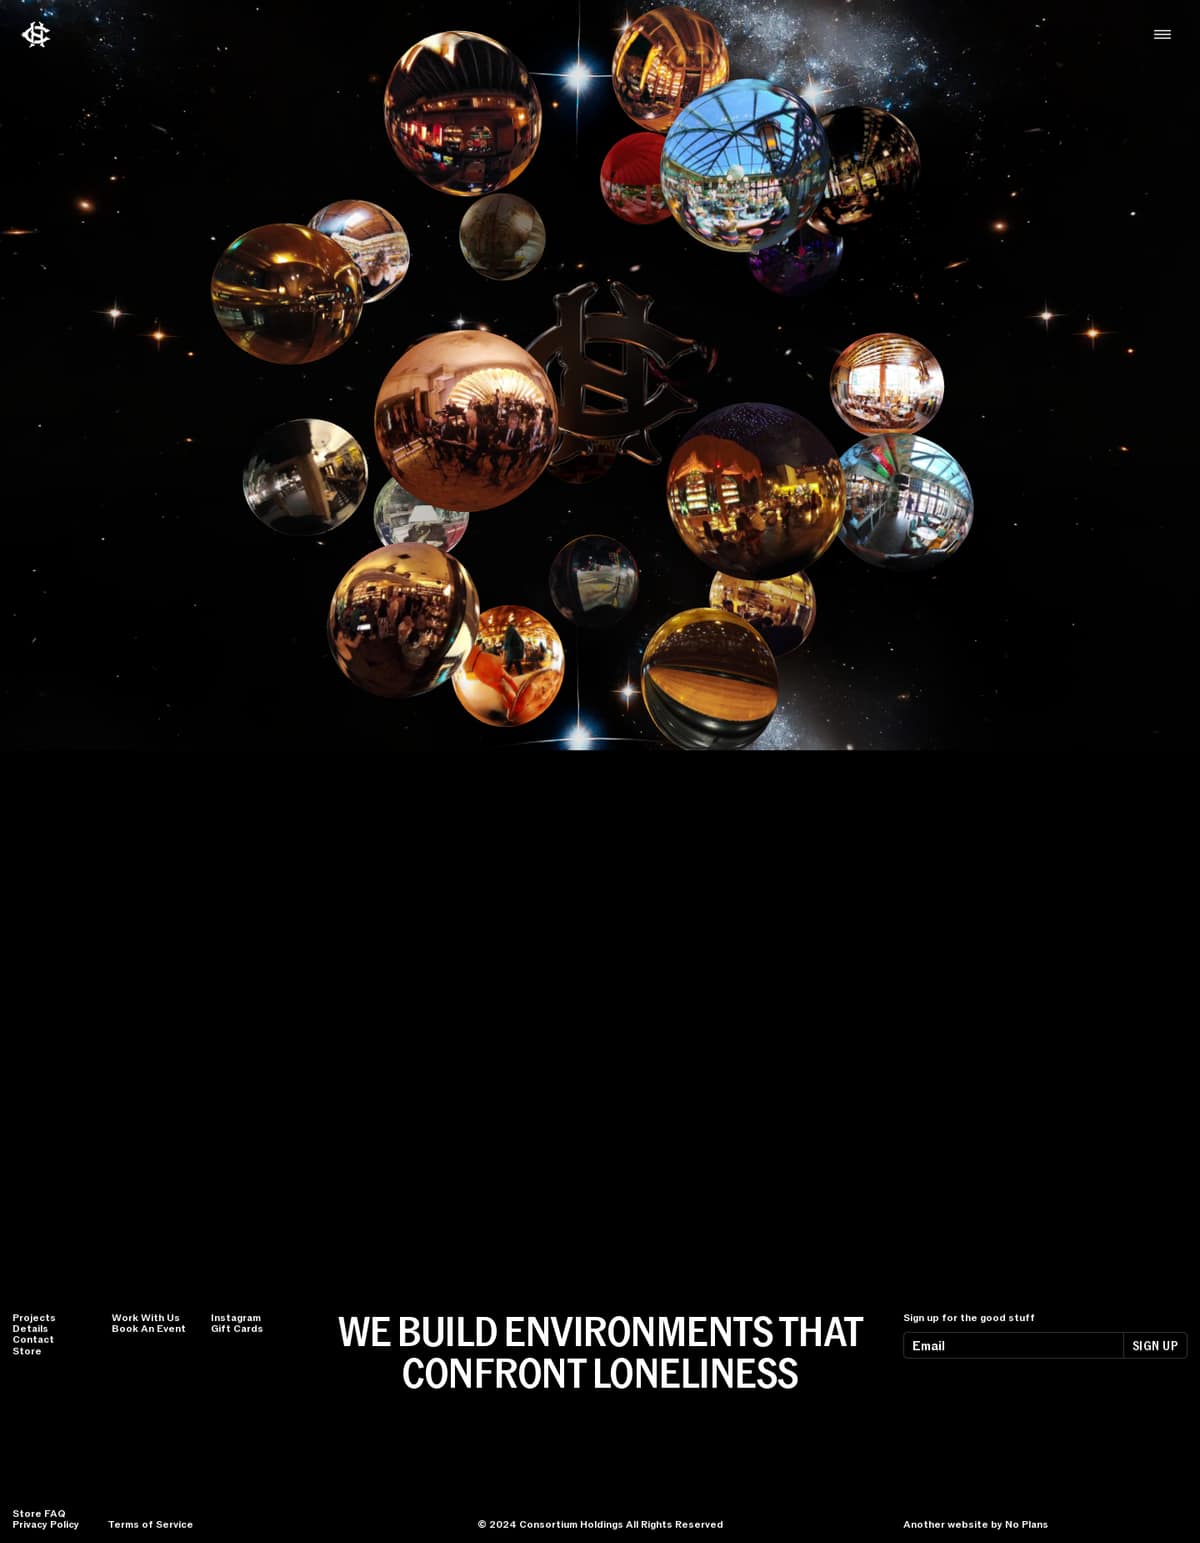 Projects
Details
Contact
Store
Work With Us
Book An Event
Instagram
Gift Cards
WE BUILD ENVIRONMENTS THAT
CONFRONT LONELINESS
Sign up for the good stuff
Email
SIGN UP
Store FAQ
Privacy Policy
Terms of Service
© 2024 Consortium Holdings All Rights Reserved
Another website by No Plans